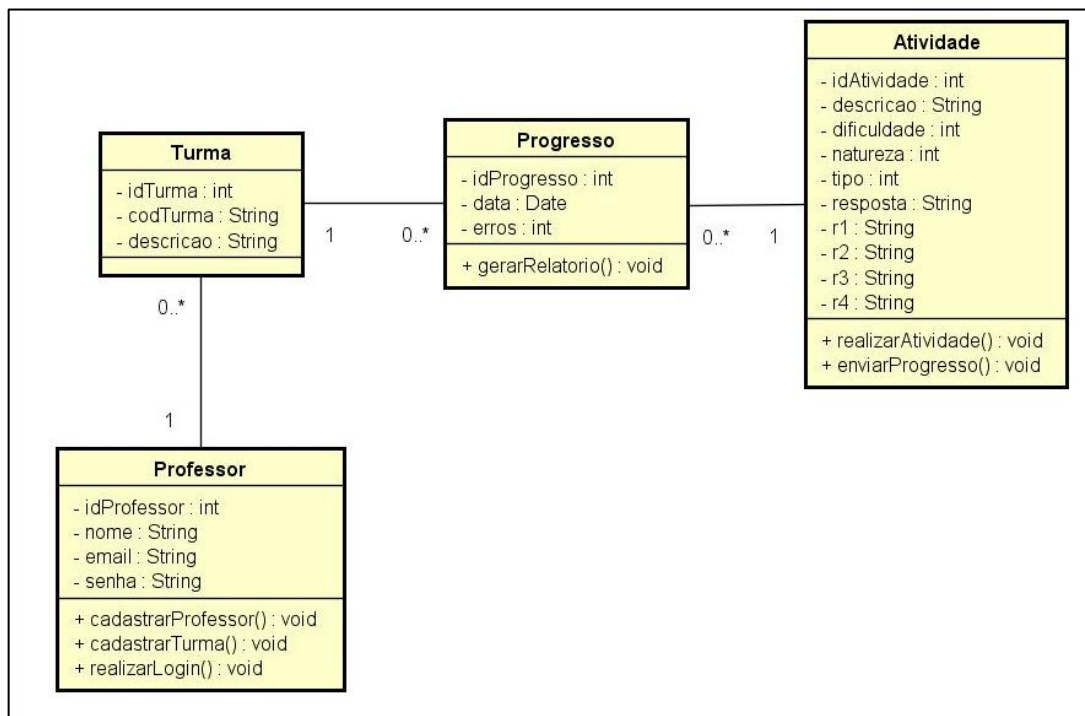 Atividade
- idAtividade : int
- descricao : String
- dificuldade : int
- natureza : int
- tipo : int
- resposta : String
- r1 : String
- r2 : String
- r3 : String
- r4 : String
+ realizarAtividade() : void
+ enviarProgresso() : void
Progresso
- idProgresso : int
- data : Date
- erros : int
+ gerarRelatorio() : void
Turma
- idTurma : int
- codTurma : String
- descricao : String
1
0..*
0..*
1
0..*
1
Professor
- idProfessor : int
- nome : String
- email : String
- senha : String
+ cadastrarProfessor() : void
+ cadastrarTurma() : void
+ realizarLogin() : void